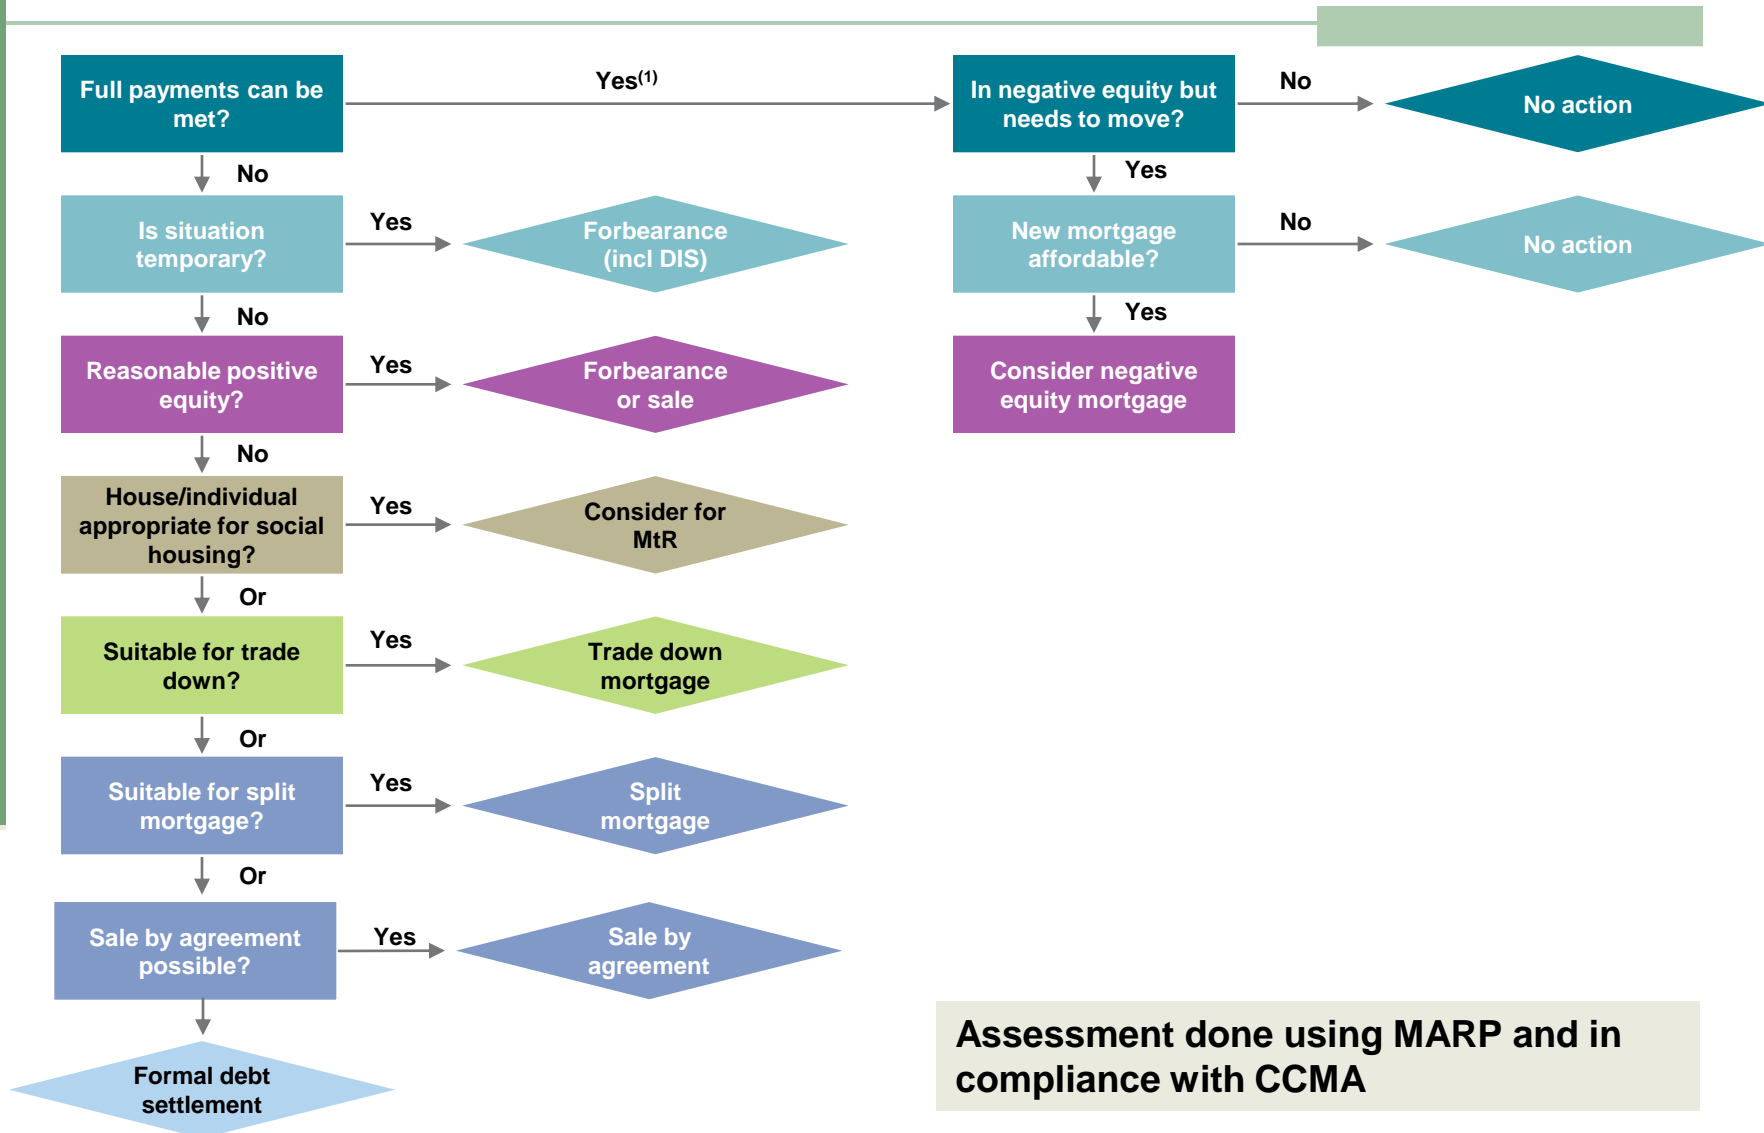 Full payments can be
met?
Yes(1)
In negative equity but
needs to move?
No
No action
No
Yes
Is situation
temporary?
Yes
Forbearance
(incl DIS)
New mortgage
affordable?
No
No action
No
Yes
Reasonable positive
equity?
Yes
Forbearance
or sale
Consider negative
equity mortgage
No
House/individual
appropriate for social
housing?
Yes
Consider for
MtR
Or
Suitable for trade
down?
Yes
Trade down
mortgage
Or
Suitable for split
mortgage?
Yes
Split
mortgage
Or
Sale by agreement
possible?
Yes
Sale by
agreement
Formal debt
settlement
Assessment done using MARP and in
compliance with CCMA